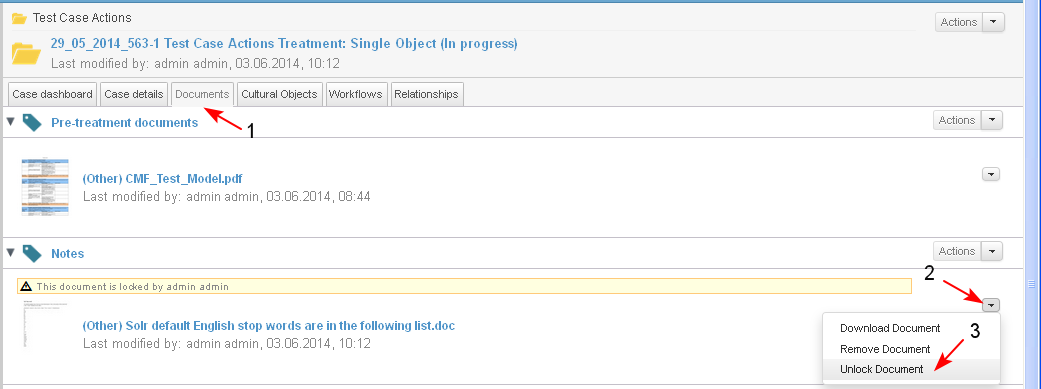 Test Case Actions
Actions
29_05_2014_563-1 Test Case Actions Treatment: Single Object (In progress)
Last modified by: admin admin, 03.06.2014, 10:12
Case dashboard Case details Documents Cultural Objects Workflows Relationships
1
Pre-treatment documents
Actions
(Other) CMF_Test_Model.pdf
Last modified by: admin admin, 03.06.2014, 08:44
Notes
Actions
This document is locked by admin admin
2
(Other) Solr default English stop words are in the following list.doc
Last modified by: admin admin, 03.06.2014, 10:12
Download Document
3
Remove Document
Unlock Document